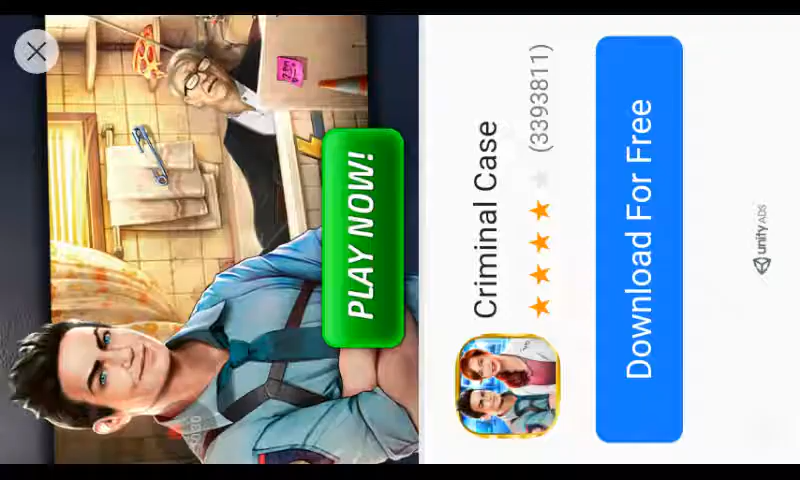 PLAY NOW!
Criminal Case
(3393811)
Download For Free
unity ADS